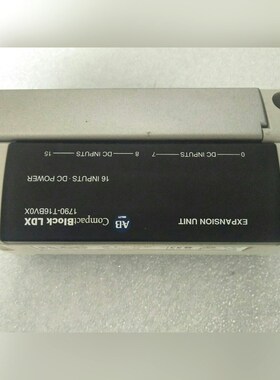 EXPANSION UNIT
AB CompactBlock LDX
1790-T16BV0X
16 INPUTS - DC POWER
0 — DC INPUTS — 7
8 — DC INPUTS — 15